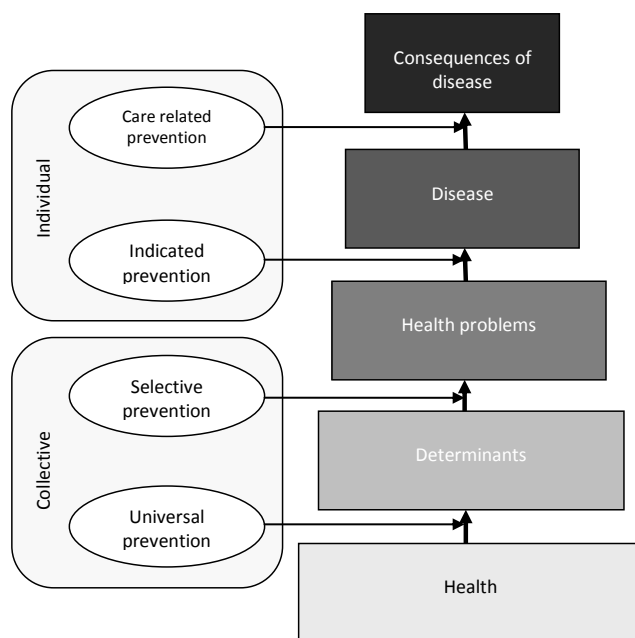 Consequences of
disease
Care related
prevention
Individual
Disease
Indicated
prevention
Health problems
Selective
prevention
Collective
Determinants
Universal
prevention
Health